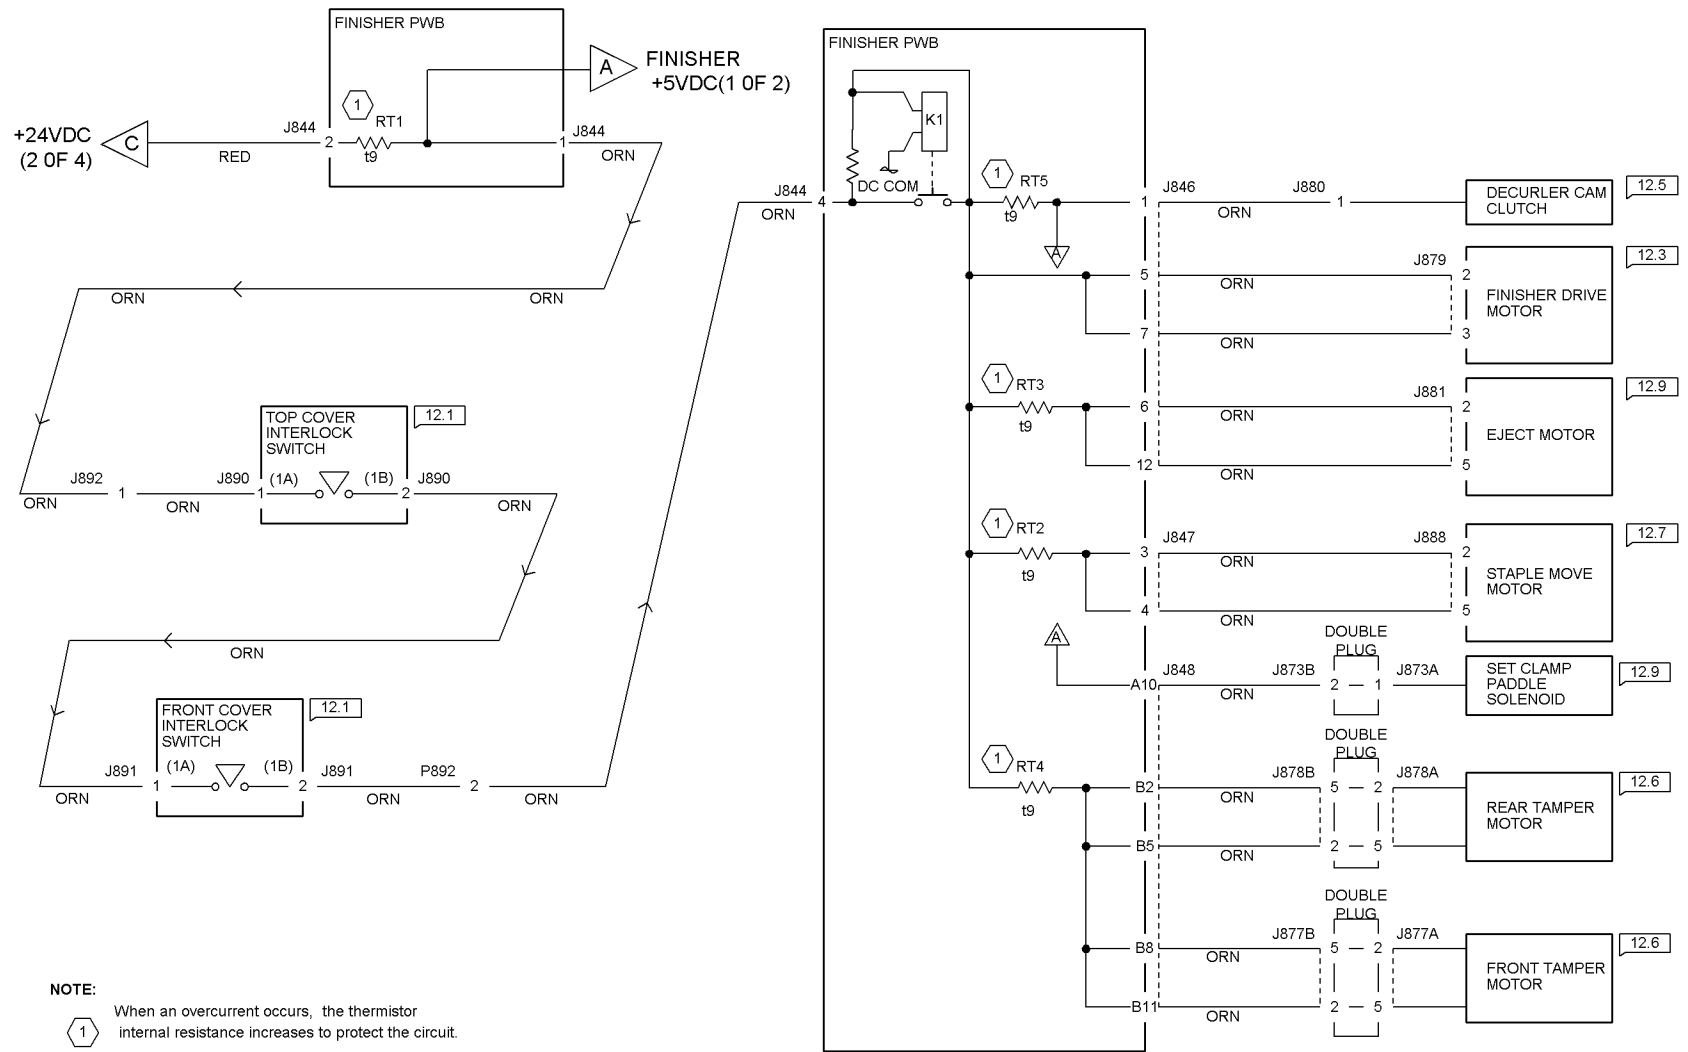 FINISHER PWB
A
FINISHER
+5VDC(1 0F 2)
1
RT1
+24VDC
(2 0F 4)
C
RED
J844
2
t9
1
J844
ORN
ORN
ORN
TOP COVER
INTERLOCK
SWITCH
12.1
J892
1
J890
1
(1A)
(1B)
2
J890
ORN
ORN
ORN
ORN
FRONT COVER
INTERLOCK
SWITCH
12.1
J891
1
(1A)
(1B)
2
J891
P892
2
ORN
ORN
ORN
NOTE:
1
When an overcurrent occurs, the thermistor
internal resistance increases to protect the circuit.
FINISHER PWB
K1
DC COM
J844
4
ORN
1
RT5
t9
A
1
J846
ORN
J880
1
DECURLER CAM
CLUTCH
12.5
5
ORN
J879
2
7
ORN
3
FINISHER DRIVE
MOTOR
12.3
1
RT3
t9
6
ORN
J881
2
12
ORN
5
EJECT MOTOR
12.9
1
RT2
t9
3
J847
ORN
J888
2
4
ORN
5
STAPLE MOVE
MOTOR
12.7
A
A10
J848
ORN
DOUBLE
PLUG
J873B
2
1
J873A
SET CLAMP
PADDLE
SOLENOID
12.9
1
RT4
t9
B2
ORN
DOUBLE
PLUG
J878B
5
2
J878A
B5
ORN
2
5
REAR TAMPER
MOTOR
12.6
B8
ORN
DOUBLE
PLUG
J877B
5
2
J877A
B11
ORN
2
5
FRONT TAMPER
MOTOR
12.6